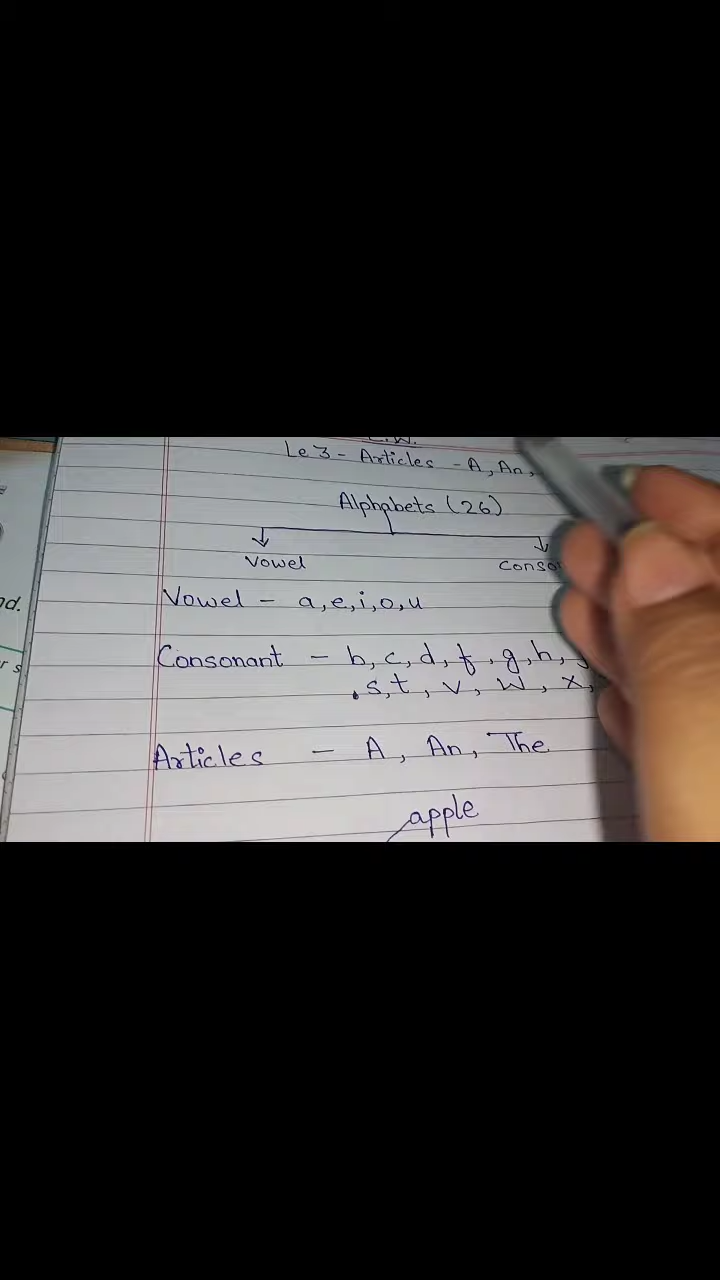 C.W.
Le 3 - Articles - A, An,
Alphabets (26)
Vowel
Vowel - a, e, i, o, u
Consonant - b, c, d, f, g, h,
s, t, v, w, x,
Articles - A, An, The
apple